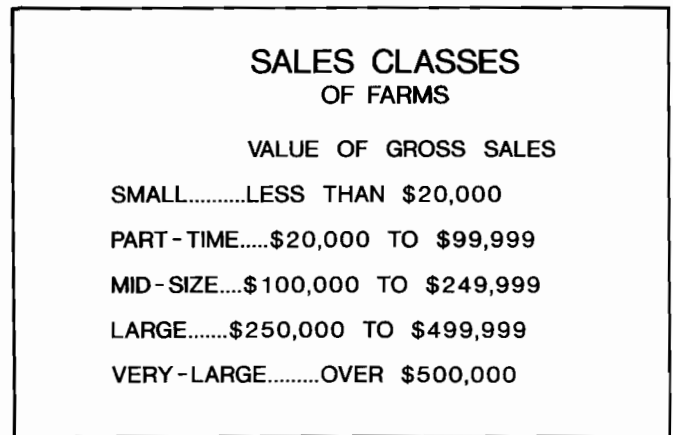 SALES CLASSES
OF FARMS
VALUE OF GROSS SALES
SMALL..........LESS THAN $20,000
PART-TIME.....$20,000 TO $99,999
MID-SIZE....$100,000 TO $249,999
LARGE.......$250,000 TO $499,999
VERY-LARGE.........OVER $500,000